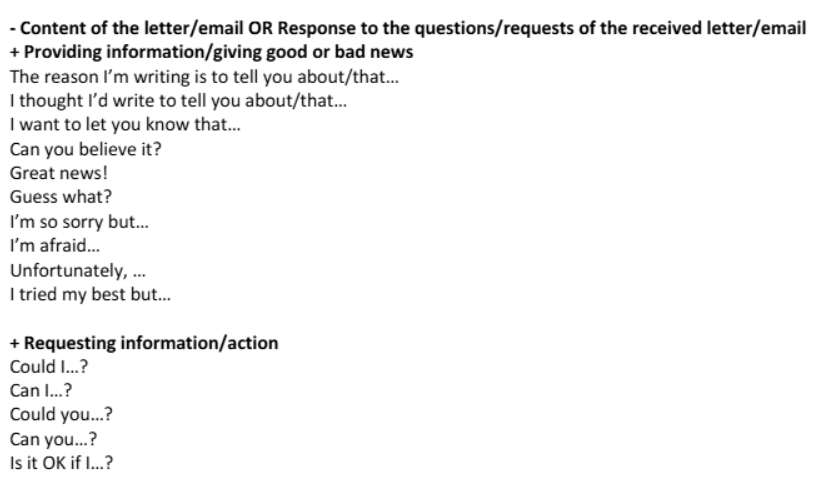 - Content of the letter/email OR Response to the questions/requests of the received letter/email
+ Providing information/giving good or bad news
The reason I'm writing is to tell you about/that...
I thought I'd write to tell you about/that...
I want to let you know that...
Can you believe it?
Great news!
Guess what?
I'm so sorry but...
I'm afraid...
Unfortunately, ...
I tried my best but...
+ Requesting information/action
Could I...?
Can I...?
Could you...?
Can you...?
Is it OK if I...?